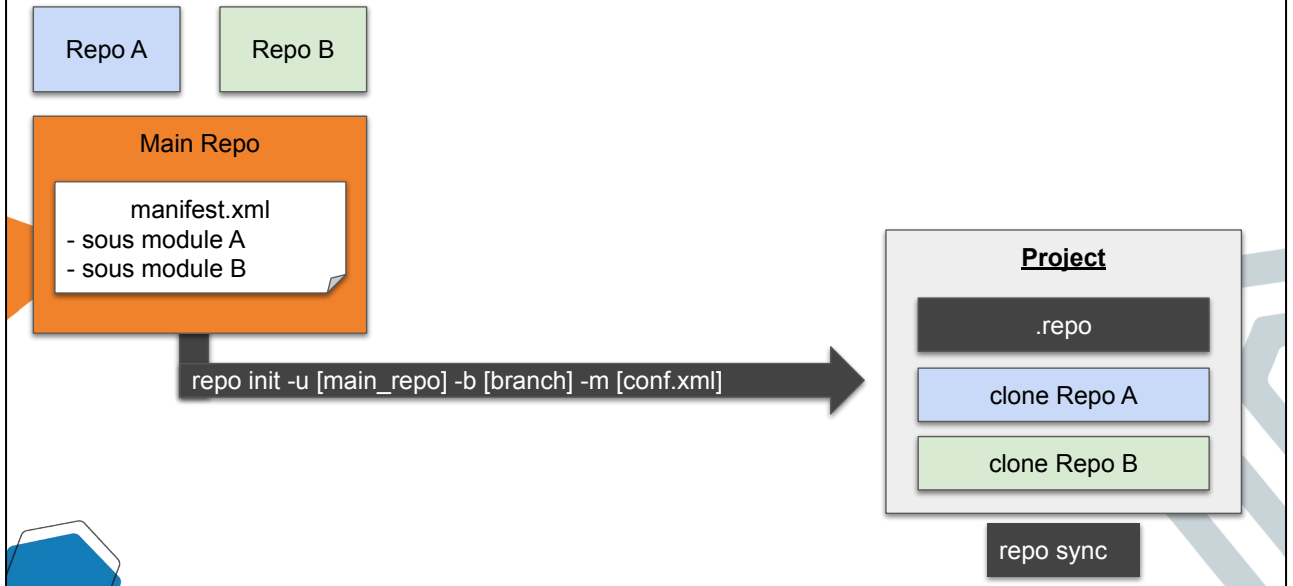 Repo A
Repo B
Main Repo
manifest.xml
- sous module A
- sous module B
repo init -u [main_repo] -b [branch] -m [conf.xml]
Project
.repo
clone Repo A
clone Repo B
repo sync